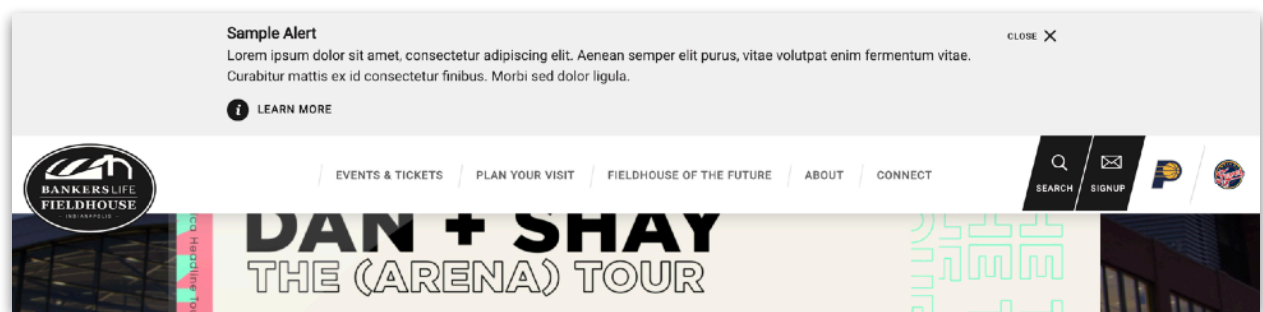 Sample Alert
CLOSE
Lorem ipsum dolor sit amet, consectetur adipiscing elit. Aenean semper elit purus, vitae volutpat enim fermentum vitae.
Curabitur mattis ex id consectetur finibus. Morbi sed dolor ligula.
i LEARN MORE
BANKERS LIFE
FIELDHOUSE
- INDIANAPOLIS -
EVENTS & TICKETS
PLAN YOUR VISIT
FIELDHOUSE OF THE FUTURE
ABOUT
CONNECT
SEARCH
SIGNUP
P
Fever
DAN + SHAY
THE (ARENA) TOUR
Headline